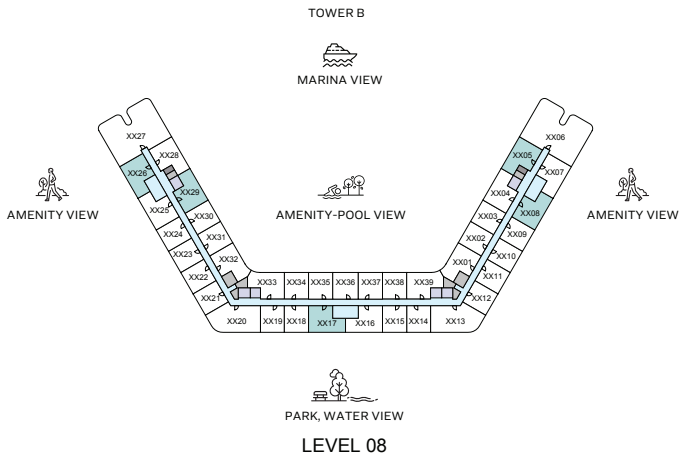 TOWER B
MARINA VIEW
XX27
XX06
XX28
XX05
XX26
XX07
XX29
XX04
AMENITY VIEW
AMENITY-POOL VIEW
AMENITY VIEW
XX25
XX30
XX03
XX08
XX24
XX31
XX02
XX09
XX23
XX32
XX01
XX10
XX22
XX33
XX34
XX35
XX36
XX37
XX38
XX39
XX11
XX21
XX12
XX20
XX19
XX18
XX17
XX16
XX15
XX14
XX13
PARK, WATER VIEW
LEVEL 08